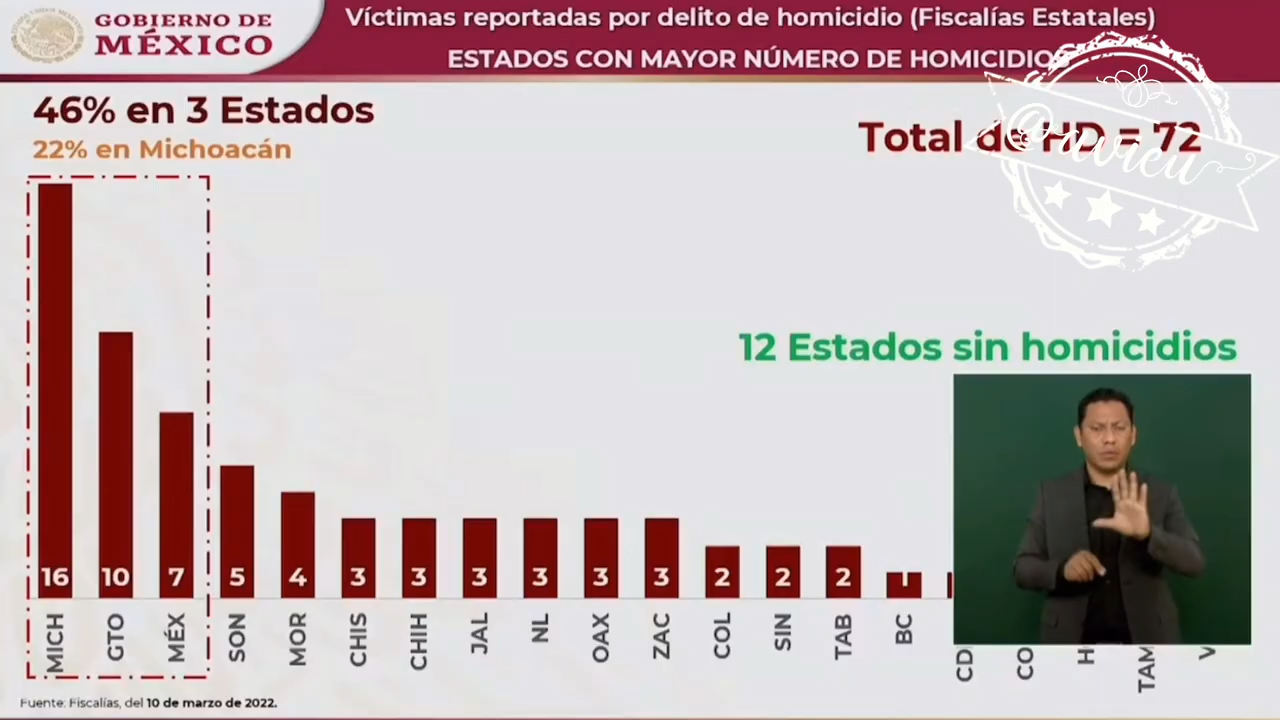 GOBIERNO DE
MÉXICO
Víctimas reportadas por delito de homicidio (Fiscalías Estatales)
ESTADOS CON MAYOR NÚMERO DE HOMICIDIOS
46% en 3 Estados
22% en Michoacán
Total de HD = 72
12 Estados sin homicidios
16 10 7 5 4 3 3 3 3 3 3 2 2 2 1
MICH GTO MÉX SON MOR CHIS CHIH JAL NL OAX ZAC COL SIN TAB BC
Fuente: Fiscalías, del 10 de marzo de 2022.